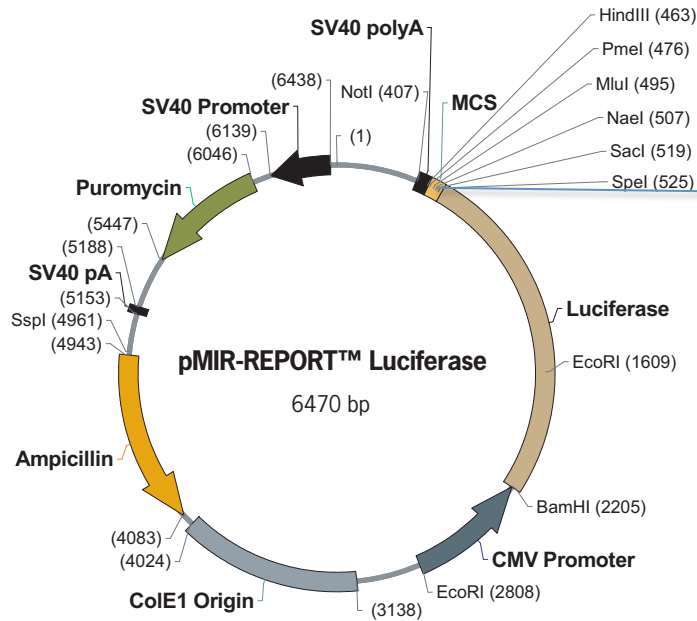 HindIII (463)
SV40 polyA
PmeI (476)
(6438)
NotI (407)
MCS
MluI (495)
SV40 Promoter
NaeI (507)
(6139)
(1)
(6046)
SacI (519)
Puromycin
SpeI (525)
(5447)
(5188)
SV40 pA
(5153)
Luciferase
SspI (4961)
(4943)
pMIR-REPORT™ Luciferase
EcoRI (1609)
6470 bp
Ampicillin
BamHI (2205)
(4083)
(4024)
CMV Promoter
EcoRI (2808)
ColE1 Origin
(3138)